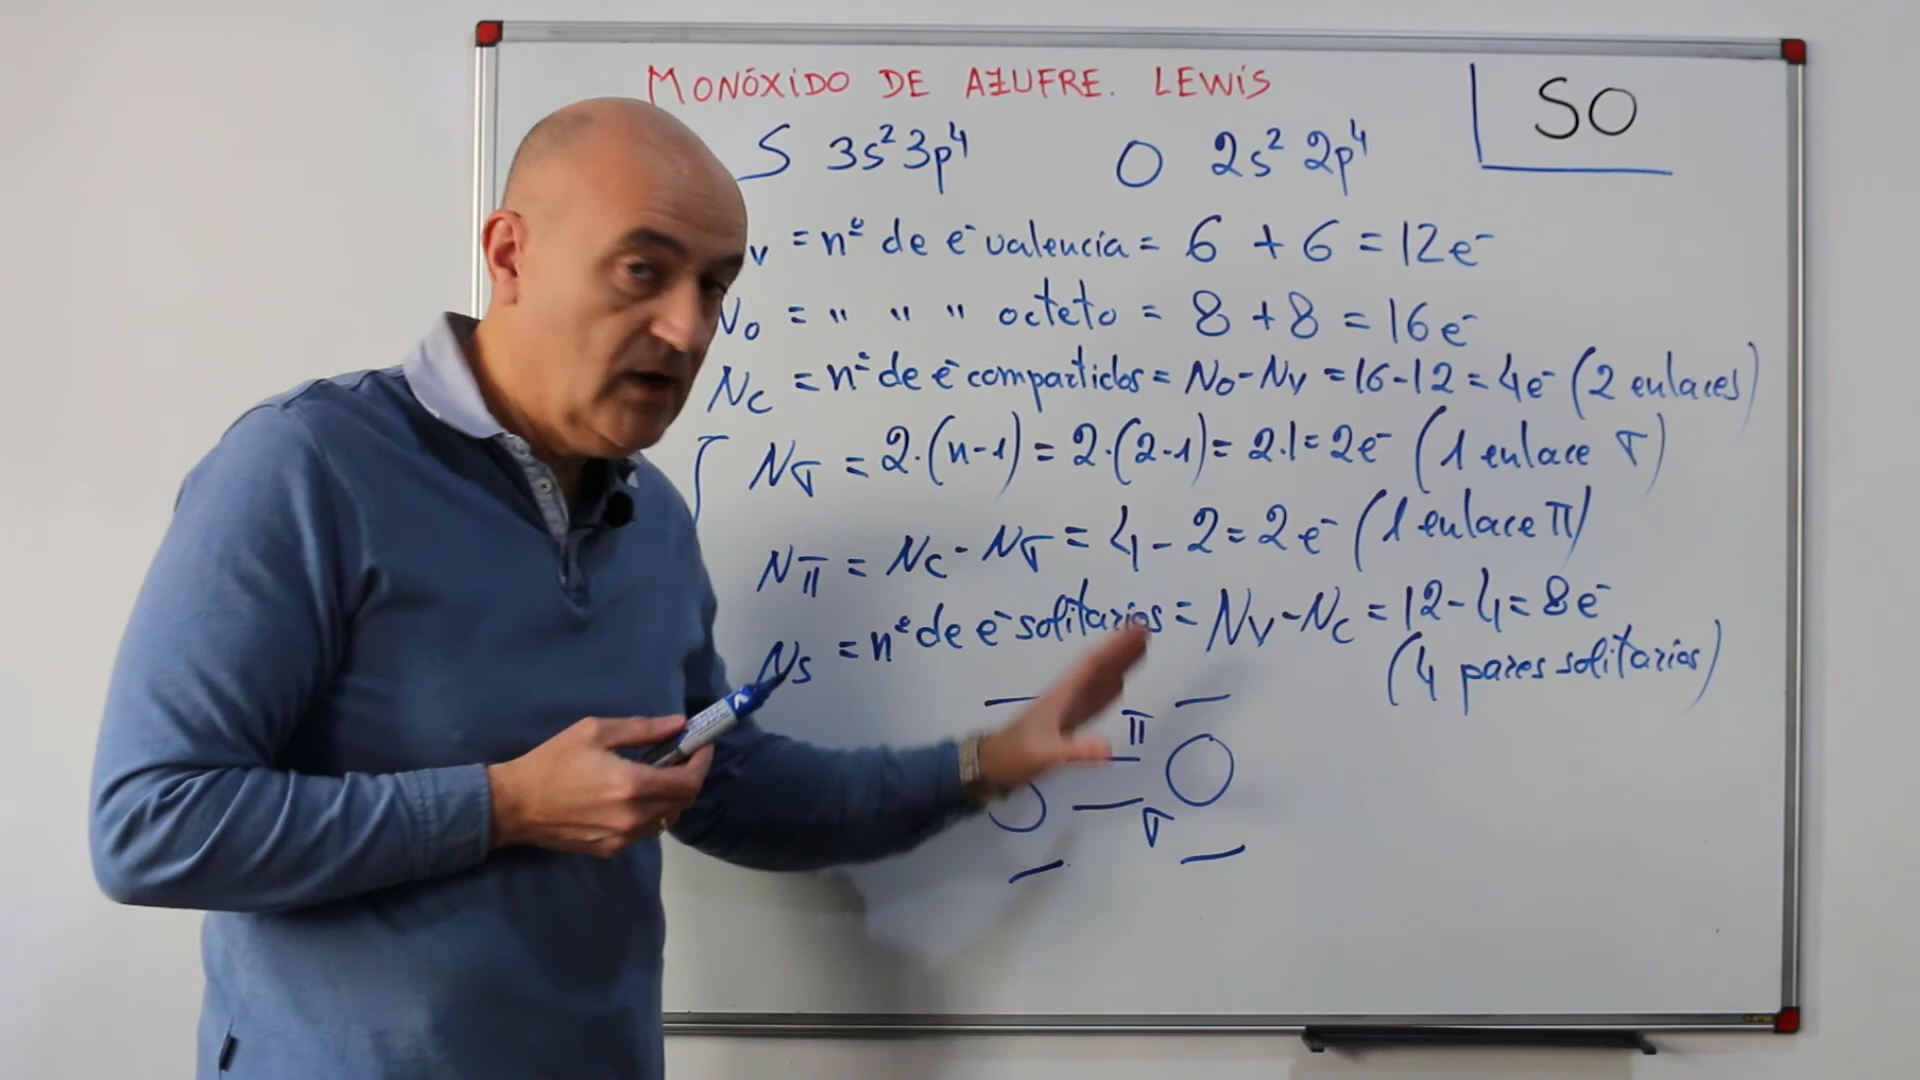 MONÓXIDO DE AZUFRE. LEWIS
SO
S 3s² 3p⁴ O 2s² 2p⁴
v = nº de e⁻ valencia = 6 + 6 = 12e⁻
No = " " " octeto = 8 + 8 = 16e⁻
Nc = nº de e⁻ compartidos = No - Nv = 16 - 12 = 4e⁻ (2 enlaces)
Nσ = 2·(n-1) = 2·(2-1) = 2·1 = 2e⁻ (1 enlace σ)
Nπ = Nc - Nσ = 4 - 2 = 2e⁻ (1 enlace π)
Ns = nº de e⁻ solitarios = Nv - Nc = 12 - 4 = 8e⁻
(4 pares solitarios)
π
O
σ